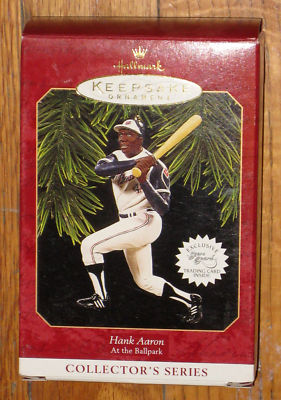 Hallmark
KEEPSAKE
ORNAMENT
EXCLUSIVE
TRADING CARD
INSIDE
Hank Aaron
At the Ballpark
COLLECTOR'S SERIES